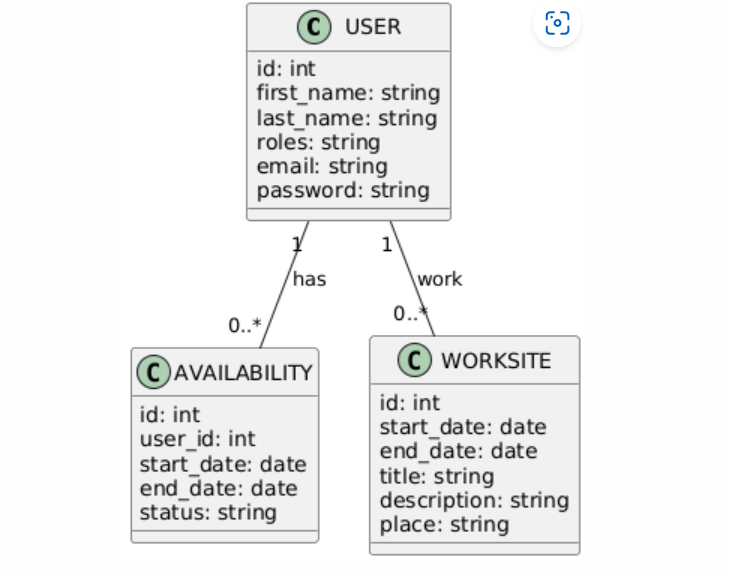 C USER
id: int
first_name: string
last_name: string
roles: string
email: string
password: string
1 1
has work
0..* 0..*
C AVAILABILITY
id: int
user_id: int
start_date: date
end_date: date
status: string
C WORKSITE
id: int
start_date: date
end_date: date
title: string
description: string
place: string